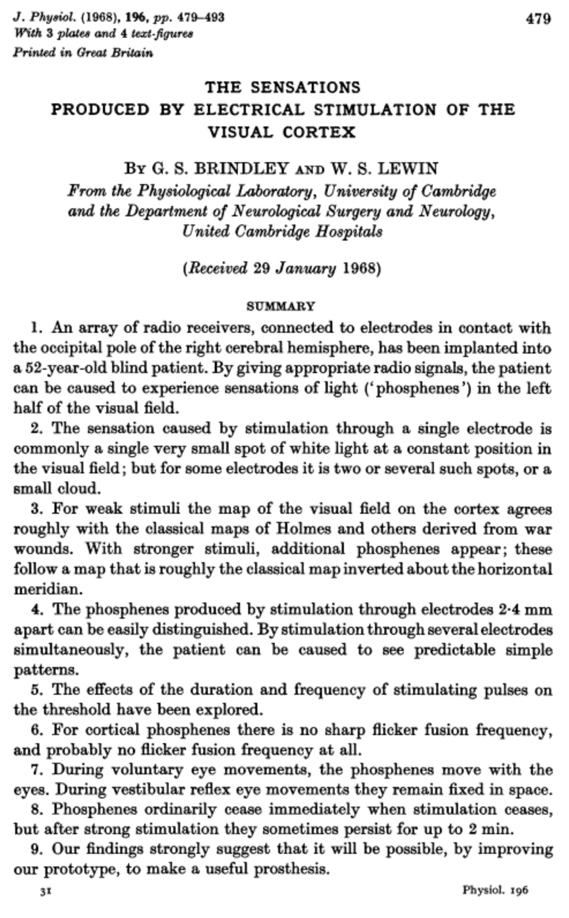 J. Physiol. (1968), 196, pp. 479–493
479
With 3 plates and 4 text-figures
Printed in Great Britain
THE SENSATIONS
PRODUCED BY ELECTRICAL STIMULATION OF THE
VISUAL CORTEX
By G. S. BRINDLEY AND W. S. LEWIN
From the Physiological Laboratory, University of Cambridge
and the Department of Neurological Surgery and Neurology,
United Cambridge Hospitals
(Received 29 January 1968)
SUMMARY
1. An array of radio receivers, connected to electrodes in contact with
the occipital pole of the right cerebral hemisphere, has been implanted into
a 52-year-old blind patient. By giving appropriate radio signals, the patient
can be caused to experience sensations of light (‘phosphenes’) in the left
half of the visual field.
2. The sensation caused by stimulation through a single electrode is
commonly a single very small spot of white light at a constant position in
the visual field; but for some electrodes it is two or several such spots, or a
small cloud.
3. For weak stimuli the map of the visual field on the cortex agrees
roughly with the classical maps of Holmes and others derived from war
wounds. With stronger stimuli, additional phosphenes appear; these
follow a map that is roughly the classical map inverted about the horizontal
meridian.
4. The phosphenes produced by stimulation through electrodes 2·4 mm
apart can be easily distinguished. By stimulation through several electrodes
simultaneously, the patient can be caused to see predictable simple
patterns.
5. The effects of the duration and frequency of stimulating pulses on
the threshold have been explored.
6. For cortical phosphenes there is no sharp flicker fusion frequency,
and probably no flicker fusion frequency at all.
7. During voluntary eye movements, the phosphenes move with the
eyes. During vestibular reflex eye movements they remain fixed in space.
8. Phosphenes ordinarily cease immediately when stimulation ceases,
but after strong stimulation they sometimes persist for up to 2 min.
9. Our findings strongly suggest that it will be possible, by improving
our prototype, to make a useful prosthesis.
31
Physiol. 196